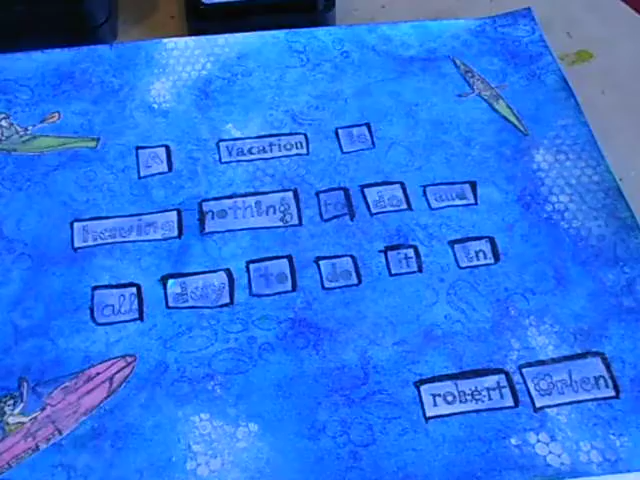 A Vacation is
having nothing to do and
all day to do it in
robert Orben